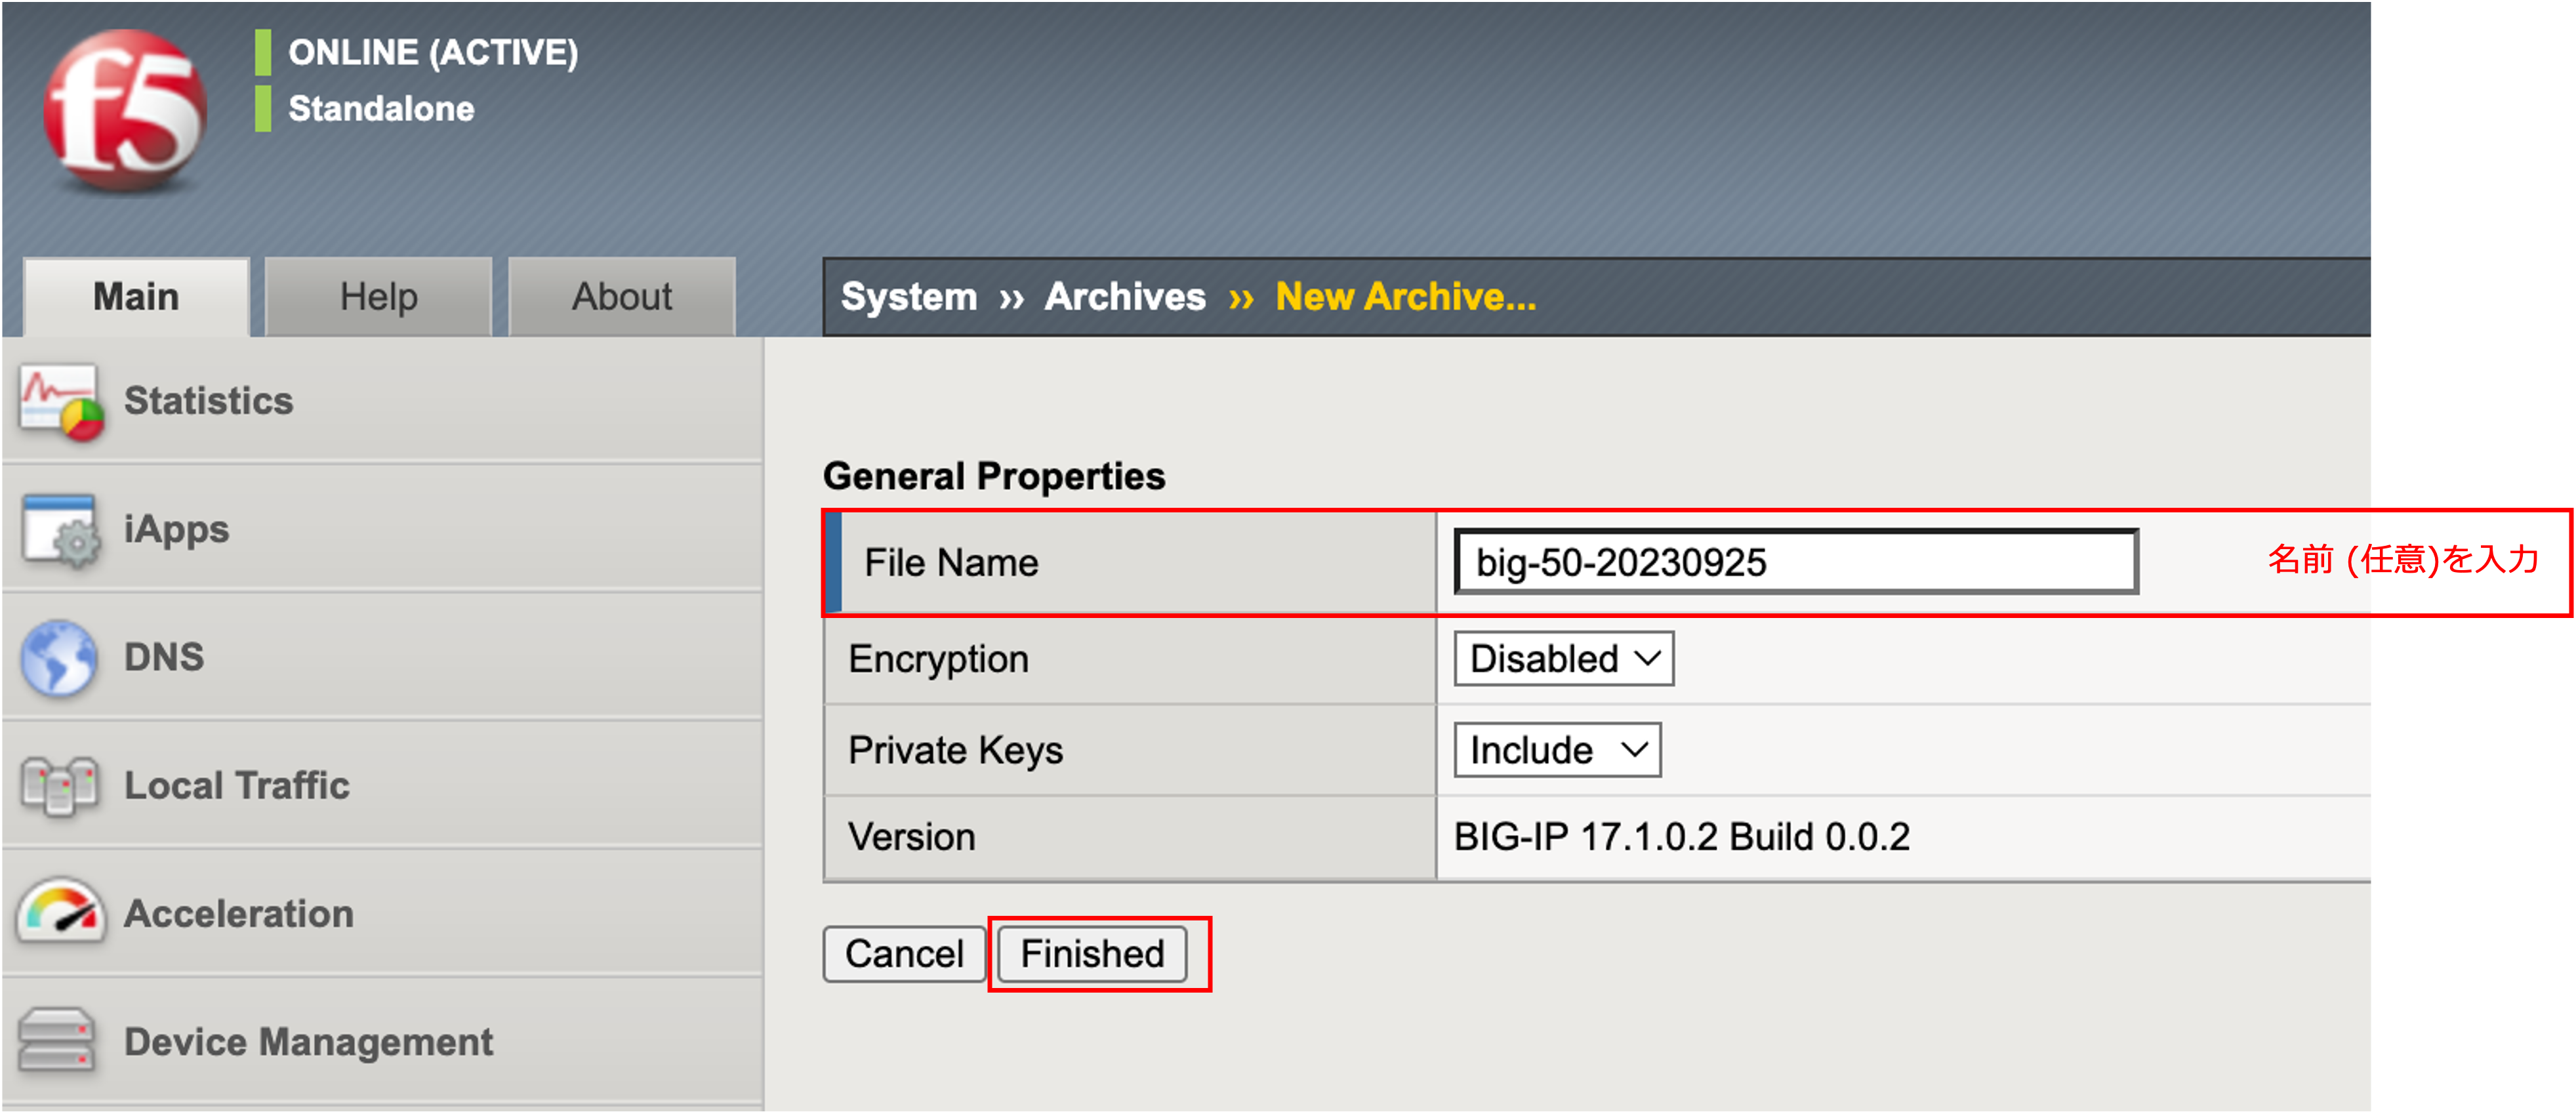 f5
ONLINE (ACTIVE)
Standalone
Main
Help
About
System ›› Archives ›› New Archive...
Statistics
iApps
DNS
Local Traffic
Acceleration
Device Management
General Properties
File Name
big-50-20230925
名前 (任意)を入力
Encryption
Disabled
Private Keys
Include
Version
BIG-IP 17.1.0.2 Build 0.0.2
Cancel
Finished